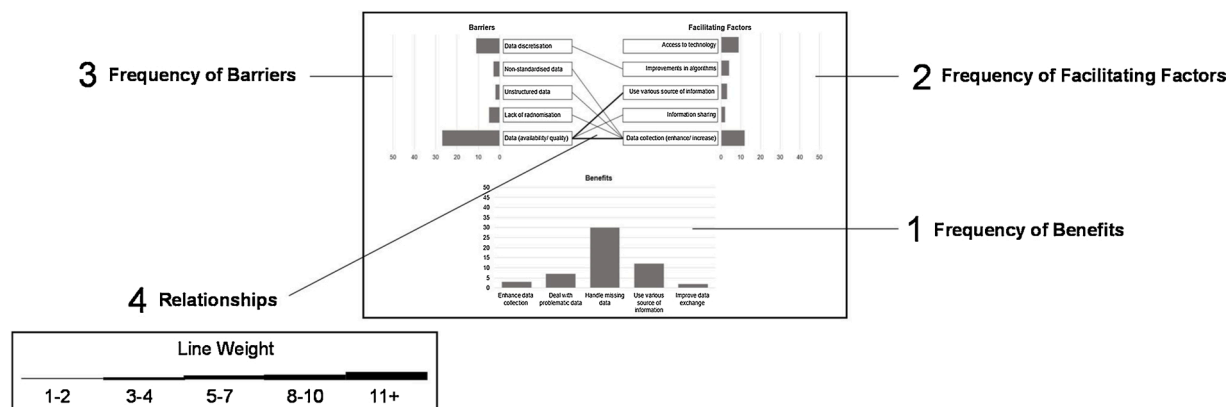 Barriers
Facilitating Factors
Data discretisation
Non-standardised data
Unstructured data
Lack of radnomisation
Data (availability/ quality)
50 40 30 20 10 0
Access to technology
Improvements in algorithms
Use various source of information
Information sharing
Data collection (enhance/ increase)
0 10 20 30 40 50
3 Frequency of Barriers
2 Frequency of Facilitating Factors
Benefits
50
45
40
35
30
25
20
15
10
5
0
Enhance data
collection
Deal with
problematic data
Handle missing
data
Use various
source of
information
Improve data
exchange
1 Frequency of Benefits
4 Relationships
Line Weight
1-2 3-4 5-7 8-10 11+